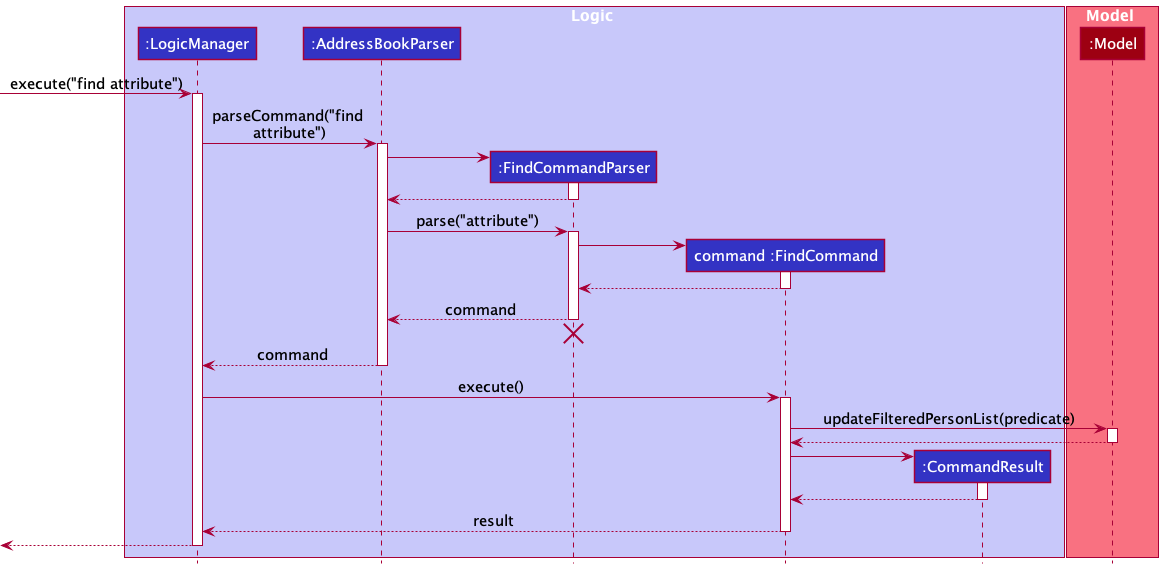 Logic
Model
:LogicManager
:AddressBookParser
:Model
execute("find attribute")
parseCommand("find
attribute")
:FindCommandParser
parse("attribute")
command :FindCommand
command
command
execute()
updateFilteredPersonList(predicate)
:CommandResult
result